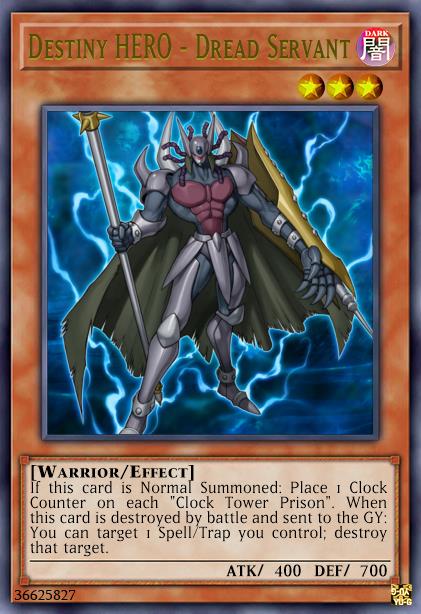 DESTINY HERO - DREAD SERVANT
DARK
闇
[WARRIOR/EFFECT]
If this card is Normal Summoned: Place 1 Clock
Counter on each "Clock Tower Prison". When
this card is destroyed by battle and sent to the GY:
You can target 1 Spell/Trap you control; destroy
that target.
ATK/ 400 DEF/ 700
36625827